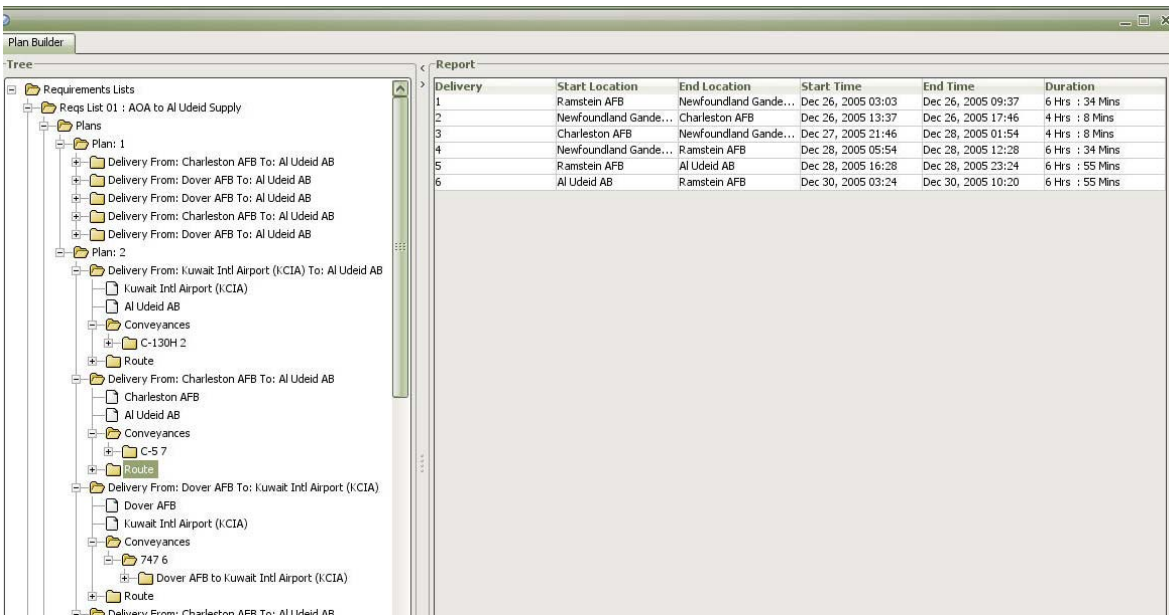 Plan Builder
Tree
Requirements Lists
Reqs List 01 : AOA to Al Udeid Supply
Plans
Plan: 1
Delivery From: Charleston AFB To: Al Udeid AB
Delivery From: Dover AFB To: Al Udeid AB
Delivery From: Dover AFB To: Al Udeid AB
Delivery From: Charleston AFB To: Al Udeid AB
Delivery From: Dover AFB To: Al Udeid AB
Plan: 2
Delivery From: Kuwait Intl Airport (KCIA) To: Al Udeid AB
Kuwait Intl Airport (KCIA)
Al Udeid AB
Conveyances
C-130H 2
Route
Delivery From: Charleston AFB To: Al Udeid AB
Charleston AFB
Al Udeid AB
Conveyances
C-5 7
Route
Delivery From: Dover AFB To: Kuwait Intl Airport (KCIA)
Dover AFB
Kuwait Intl Airport (KCIA)
Conveyances
747 6
Dover AFB to Kuwait Intl Airport (KCIA)
Route
Delivery From: Charleston AFB To: Al Udeid AB
Report
Delivery Start Location End Location Start Time End Time Duration
1 Ramstein AFB Newfoundland Gande... Dec 26, 2005 03:03 Dec 26, 2005 09:37 6 Hrs : 34 Mins
2 Newfoundland Gande... Charleston AFB Dec 26, 2005 13:37 Dec 26, 2005 17:46 4 Hrs : 8 Mins
3 Charleston AFB Newfoundland Gande... Dec 27, 2005 21:46 Dec 28, 2005 01:54 4 Hrs : 8 Mins
4 Newfoundland Gande... Ramstein AFB Dec 28, 2005 05:54 Dec 28, 2005 12:28 6 Hrs : 34 Mins
5 Ramstein AFB Al Udeid AB Dec 28, 2005 16:28 Dec 28, 2005 23:24 6 Hrs : 55 Mins
6 Al Udeid AB Ramstein AFB Dec 30, 2005 03:24 Dec 30, 2005 10:20 6 Hrs : 55 Mins